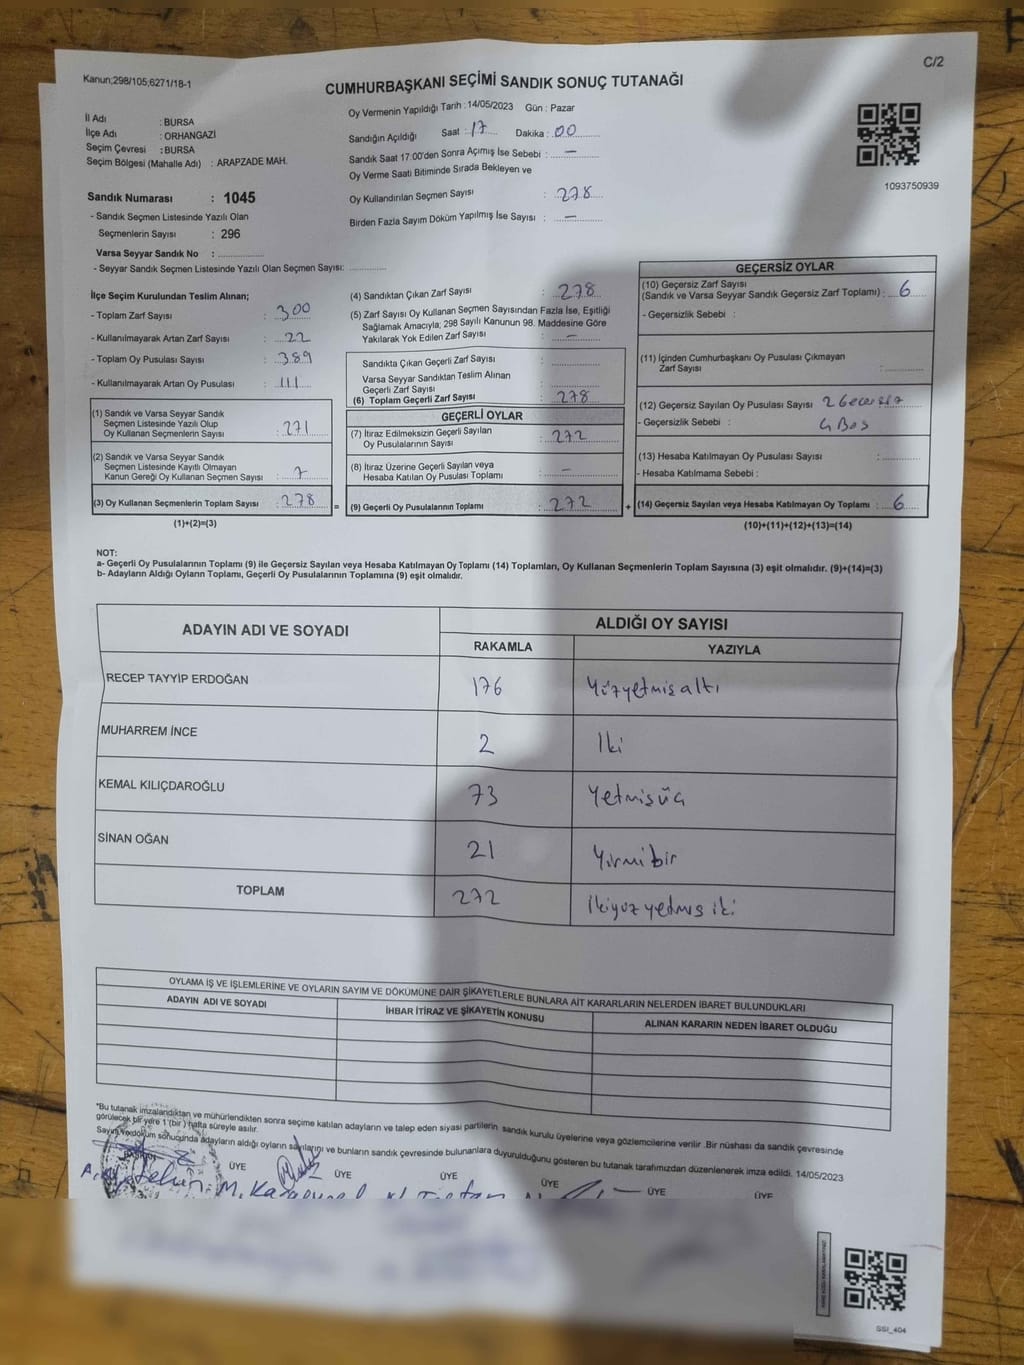 Kanun;298/105;6271/18-1
C/2
CUMHURBAŞKANI SEÇİMİ SANDIK SONUÇ TUTANAĞI
İl Adı : BURSA
İlçe Adı : ORHANGAZİ
Seçim Çevresi : BURSA
Seçim Bölgesi (Mahalle Adı) : ARAPZADE MAH.
Sandık Numarası : 1045
- Sandık Seçmen Listesinde Yazılı Olan
Seçmenlerin Sayısı : 296
Varsa Seyyar Sandık No : ..............
- Seyyar Sandık Seçmen Listesinde Yazılı Olan Seçmen Sayısı: ............
Oy Vermenin Yapıldığı Tarih : 14/05/2023 Gün : Pazar
Sandığın Açıldığı Saat : 17 Dakika : 00
Sandık Saat 17:00'den Sonra Açımış İse Sebebi : —
Oy Verme Saati Bitiminde Sırada Bekleyen ve
Oy Kullandırılan Seçmen Sayısı : 278
Birden Fazla Sayım Döküm Yapılmış İse Sayısı : —
1093750939
İlçe Seçim Kurulundan Teslim Alınan;
- Toplam Zarf Sayısı : 300
- Kullanılmayarak Artan Zarf Sayısı : 22
- Toplam Oy Pusulası Sayısı : 389
- Kullanılmayarak Artan Oy Pusulası : 111
(1) Sandık ve Varsa Seyyar Sandık
Seçmen Listesinde Yazılı Olup
Oy Kullanan Seçmenlerin Sayısı : 271
(2) Sandık ve Varsa Seyyar Sandık
Seçmen Listesinde Kayıtlı Olmayan
Kanun Gereği Oy Kullanan Seçmen Sayısı : 7
(3) Oy Kullanan Seçmenlerin Toplam Sayısı : 278
(1)+(2)=(3)
(4) Sandıktan Çıkan Zarf Sayısı : 278
(5) Zarf Sayısı Oy Kullanan Seçmen Sayısından Fazla İse, Eşitliği
Sağlamak Amacıyla, 298 Sayılı Kanunun 98. Maddesine Göre
Yakılarak Yok Edilen Zarf Sayısı : —
Sandıkta Çıkan Geçerli Zarf Sayısı :
Varsa Seyyar Sandıktan Teslim Alınan
Geçerli Zarf Sayısı :
(6) Toplam Geçerli Zarf Sayısı : 278
GEÇERLİ OYLAR
(7) İtiraz Edilmeksizin Geçerli Sayılan
Oy Pusulalarının Sayısı : 272
(8) İtiraz Üzerine Geçerli Sayılan veya
Hesaba Katılan Oy Pusulası Toplamı : —
= (9) Geçerli Oy Pusulalarının Toplamı : 272
GEÇERSİZ OYLAR
(10) Geçersiz Zarf Sayısı
(Sandık ve Varsa Seyyar Sandık Geçersiz Zarf Toplamı) : 6
- Geçersizlik Sebebi :
(11) İçinden Cumhurbaşkanı Oy Pusulası Çıkmayan
Zarf Sayısı :
(12) Geçersiz Sayılan Oy Pusulası Sayısı : 2 Geçersiz
- Geçersizlik Sebebi : 4 Boş
(13) Hesaba Katılmayan Oy Pusulası Sayısı :
- Hesaba Katılmama Sebebi :
+ (14) Geçersiz Sayılan veya Hesaba Katılmayan Oy Toplamı : 6
(10)+(11)+(12)+(13)=(14)
NOT:
a- Geçerli Oy Pusulalarının Toplamı (9) ile Geçersiz Sayılan veya Hesaba Katılmayan Oy Toplamı (14) Toplamları, Oy Kullanan Seçmenlerin Toplam Sayısına (3) eşit olmalıdır. (9)+(14)=(3)
b- Adayların Aldığı Oyların Toplamı, Geçerli Oy Pusulalarının Toplamına (9) eşit olmalıdır.
ADAYIN ADI VE SOYADI
ALDIĞI OY SAYISI
RAKAMLA YAZIYLA
RECEP TAYYİP ERDOĞAN 176 Yüzyetmişaltı
MUHARREM İNCE 2 İki
KEMAL KILIÇDAROĞLU 73 Yetmişüç
SİNAN OĞAN 21 Yirmibir
TOPLAM 272 İkiyüzyetmiş iki
OYLAMA İŞ VE İŞLEMLERİNE VE OYLARIN SAYIM VE DÖKÜMÜNE DAİR ŞİKAYETLERLE BUNLARA AİT KARARLARIN NELERDEN İBARET BULUNDUKLARI
ADAYIN ADI VE SOYADI İHBAR İTİRAZ VE ŞİKAYETİN KONUSU ALINAN KARARIN NEDEN İBARET OLDUĞU
*Bu tutanak imzalandıktan ve mühürlendikten sonra seçime katılan adayların ve talep eden siyasi partilerin sandık kurulu üyelerine veya gözlemcilerine verilir. Bir nüshası da sandık çevresinde
görülecek bir yere 1 (bir) hafta süreyle asılır.
Sayım ve döküm sonucunda adayların aldığı oyların sayılarını ve bunların sandık çevresinde bulunanlara duyurulduğunu gösteren bu tutanak tarafımızdan düzenlenerek imza edildi. 14/05/2023
ÜYE ÜYE ÜYE ÜYE ÜYE ÜYE
SSI_404